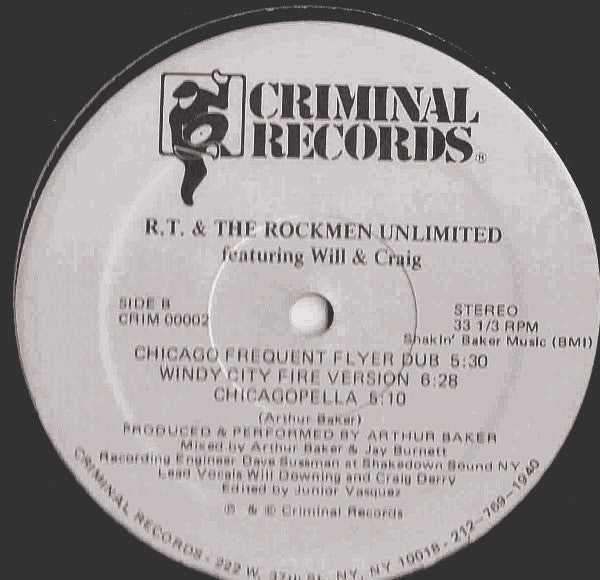 CRIMINAL
RECORDS®
R.T. & THE ROCKMEN UNLIMITED
featuring Will & Craig
SIDE B
CRIM 00002
STEREO
33 1/3 RPM
Shakin' Baker Music (BMI)
CHICAGO FREQUENT FLYER DUB 5:30
WINDY CITY FIRE VERSION 6:28
CHICAGOPELLA 5:10
(Arthur Baker)
PRODUCED & PERFORMED BY ARTHUR BAKER
Mixed by Arthur Baker & Jay Burnett
Recording Engineer Dave Sussman at Shakedown Sound NY
Lead Vocals Will Downing and Craig Derry
Edited by Junior Vasquez
℗ & © Criminal Records
CRIMINAL RECORDS - 222 W. 37th St. NY, NY 10018 - 212-769-1940